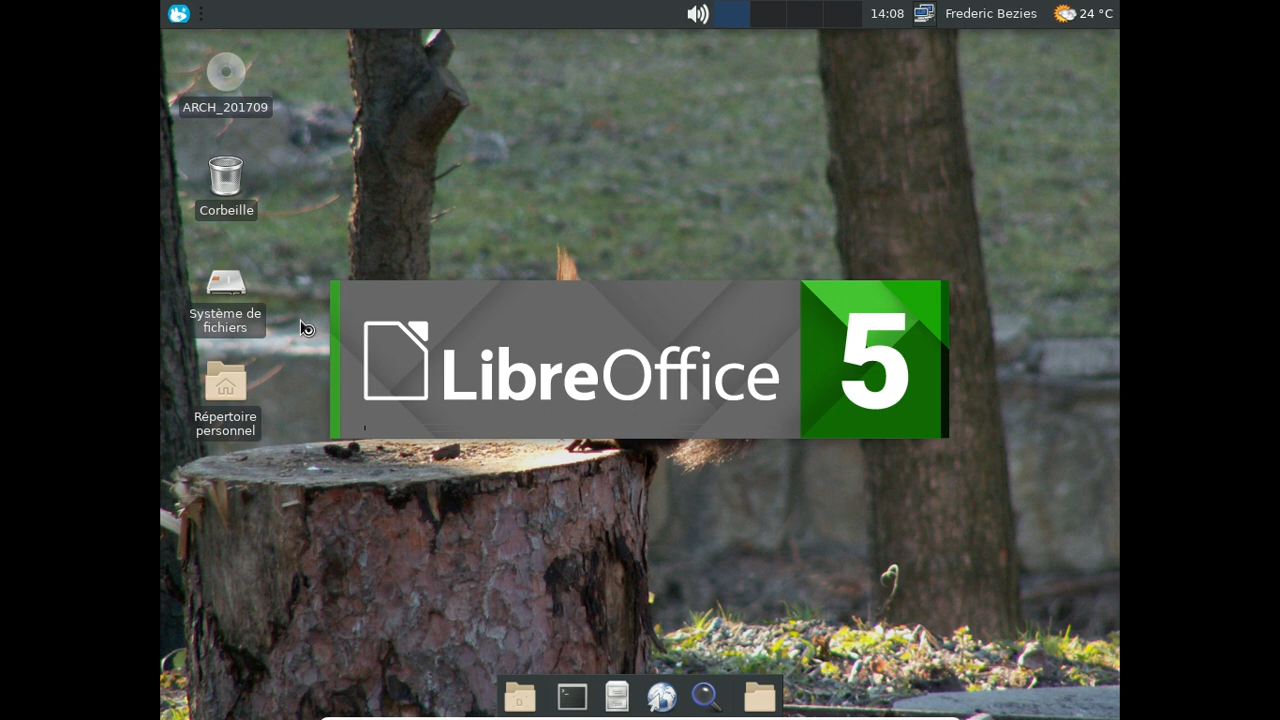 14:08
Frederic Bezies
24 °C
ARCH_201709
Corbeille
Système de
fichiers
Répertoire
personnel
LibreOffice
5